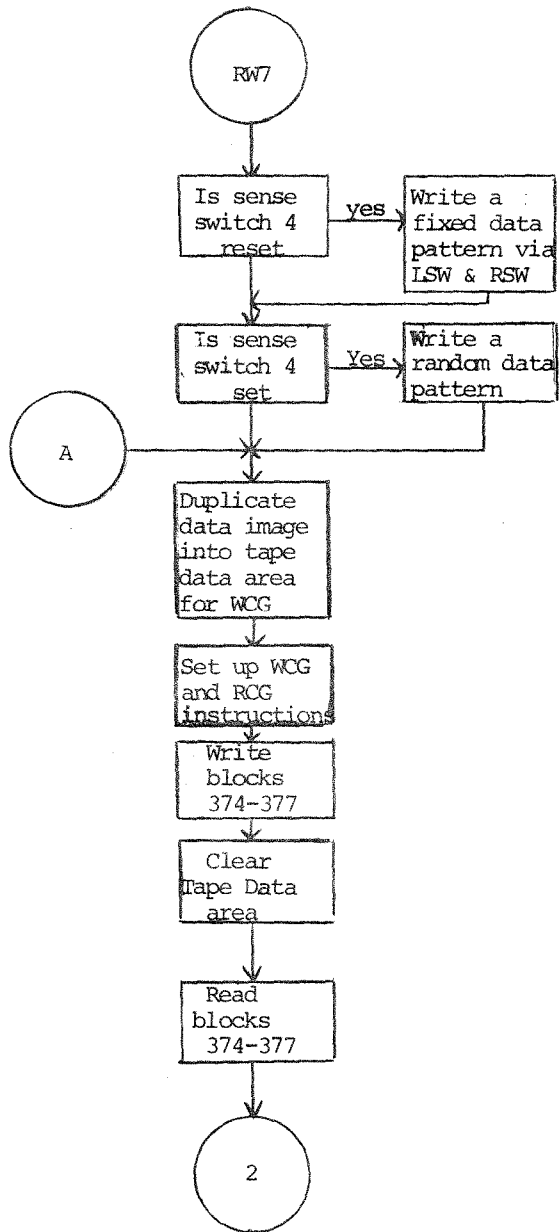 RW7
Is sense
switch 4
reset
yes
Write a
fixed data
pattern via
LSW & RSW
Is sense
switch 4
set
Yes
Write a
random data
pattern
A
Duplicate
data image
into tape
data area
for WCG
Set up WCG
and RCG
instructions
Write
blocks
374-377
Clear
Tape Data
area
Read
blocks
374-377
2